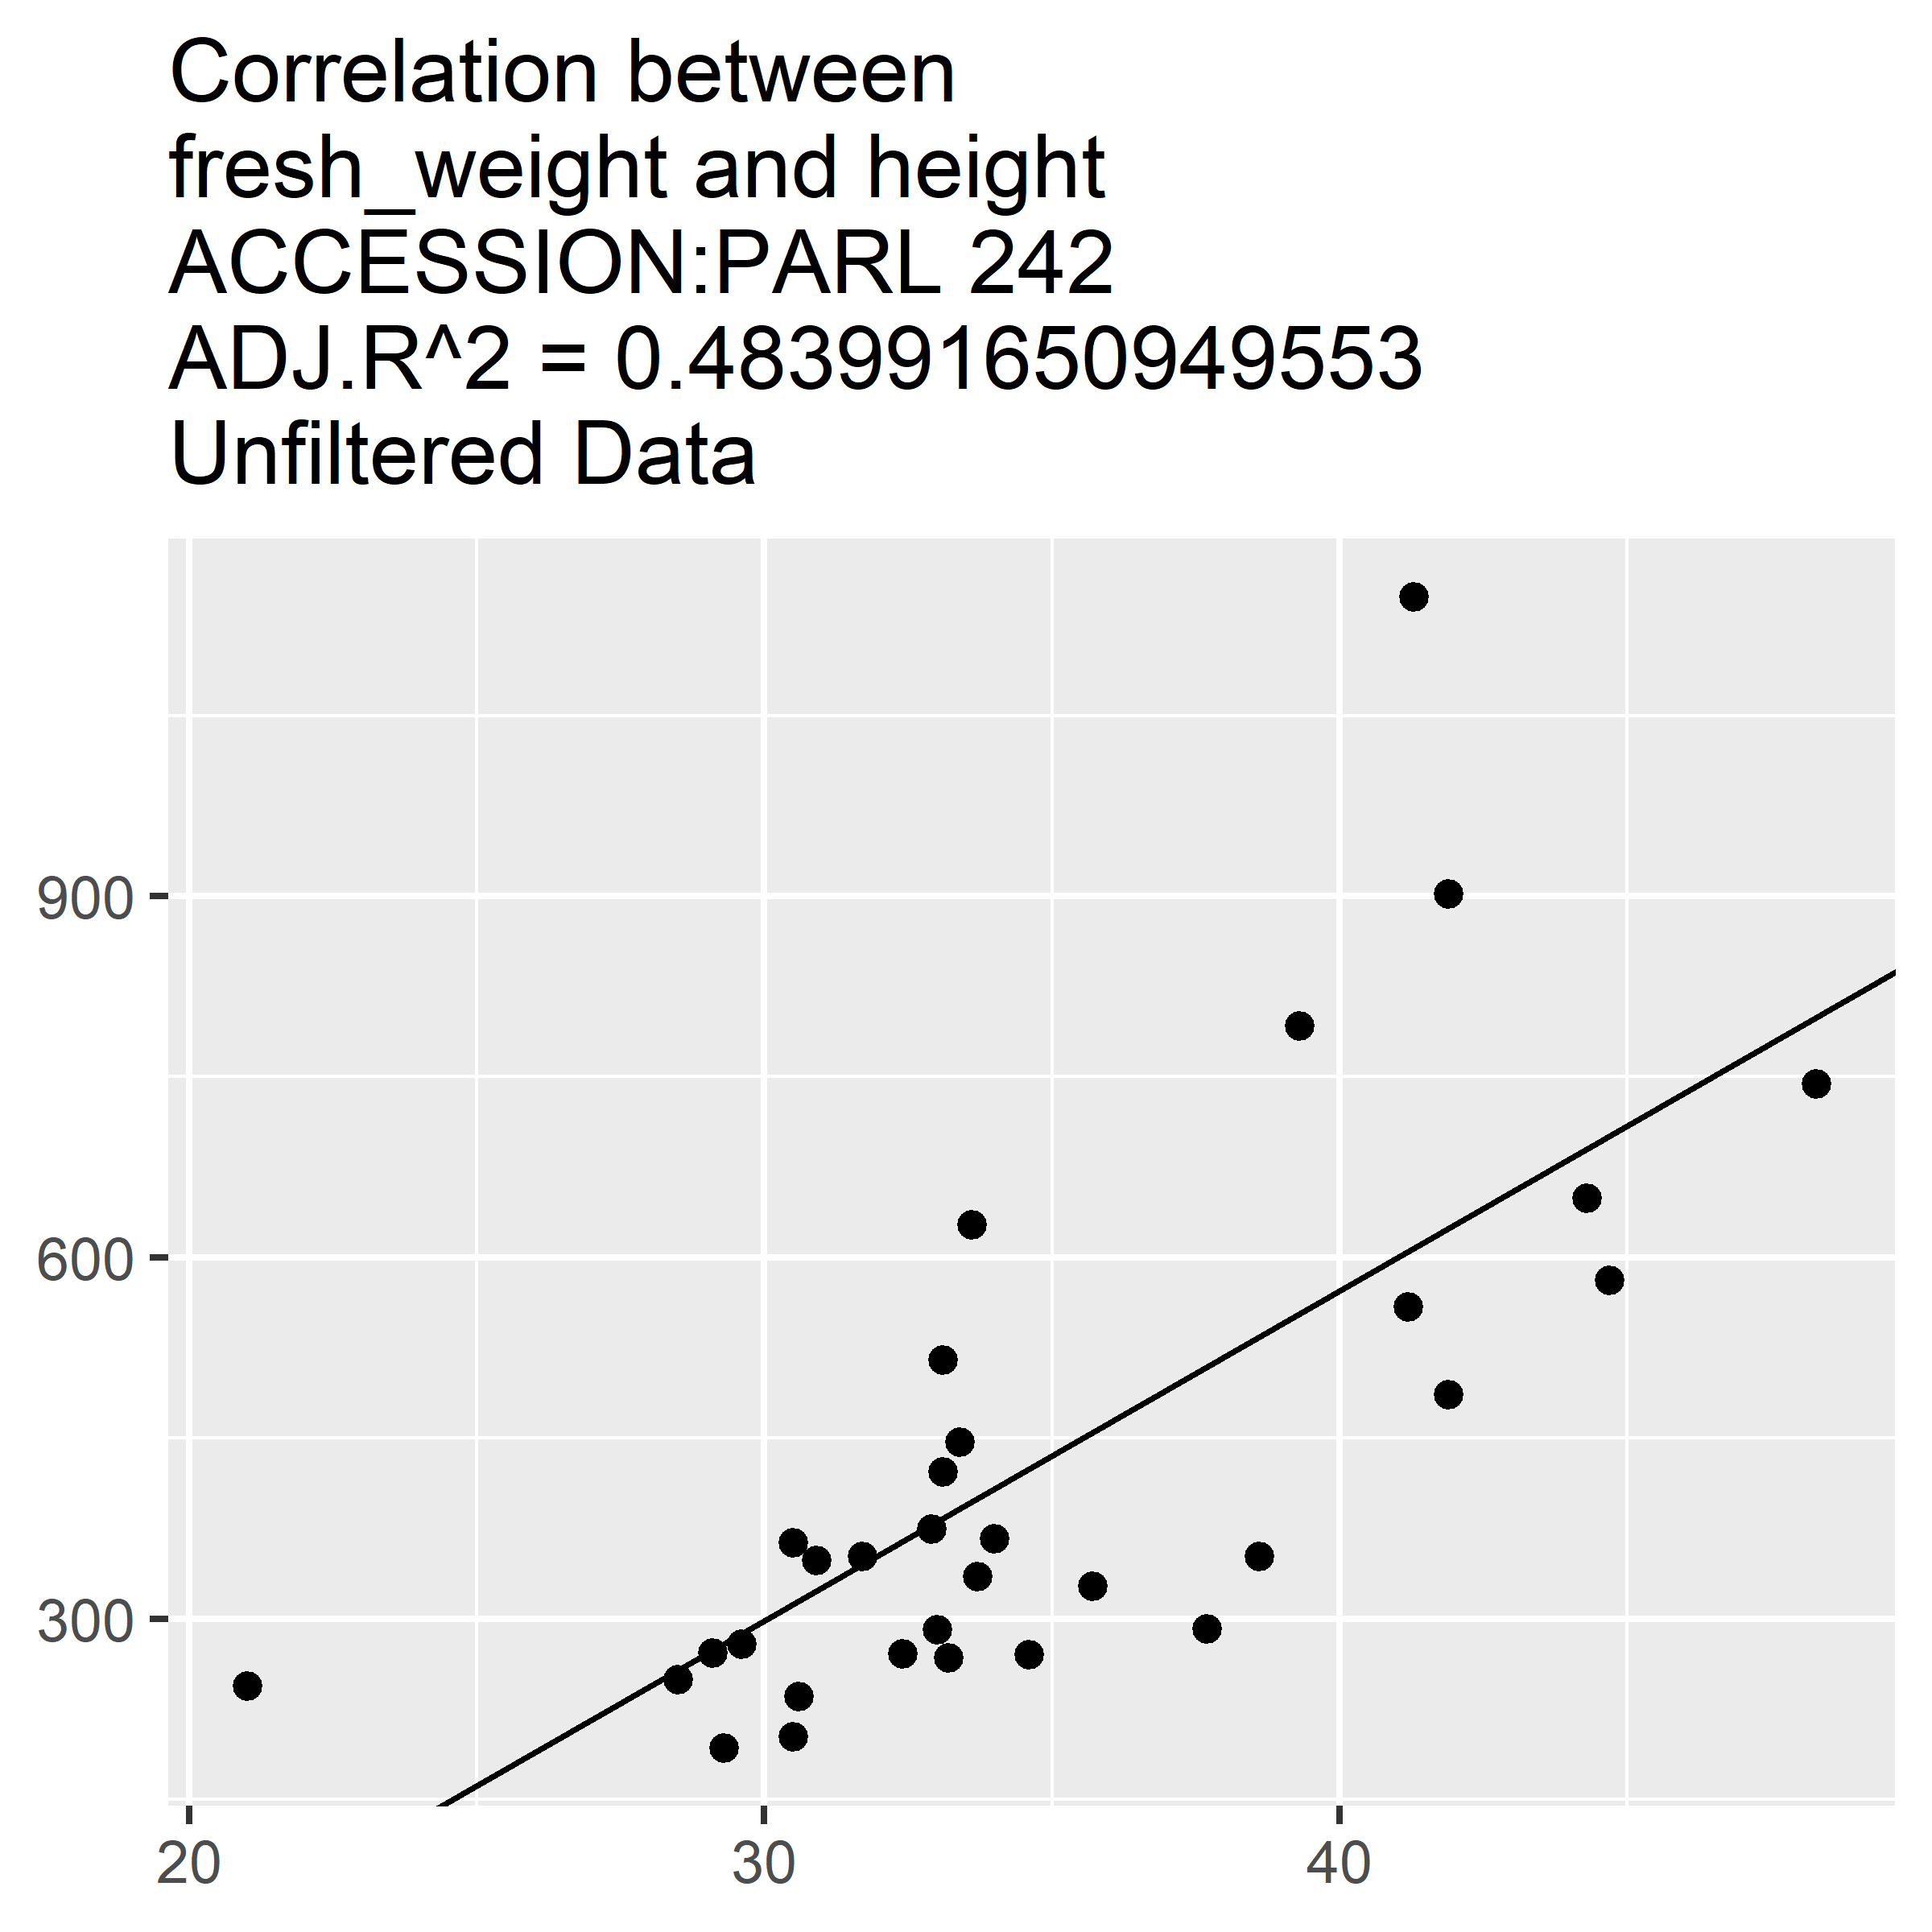 Correlation between
fresh_weight and height
ACCESSION:PARL 242
ADJ.R^2 = 0.483991650949553
Unfiltered Data
900
600
300
20 30 40